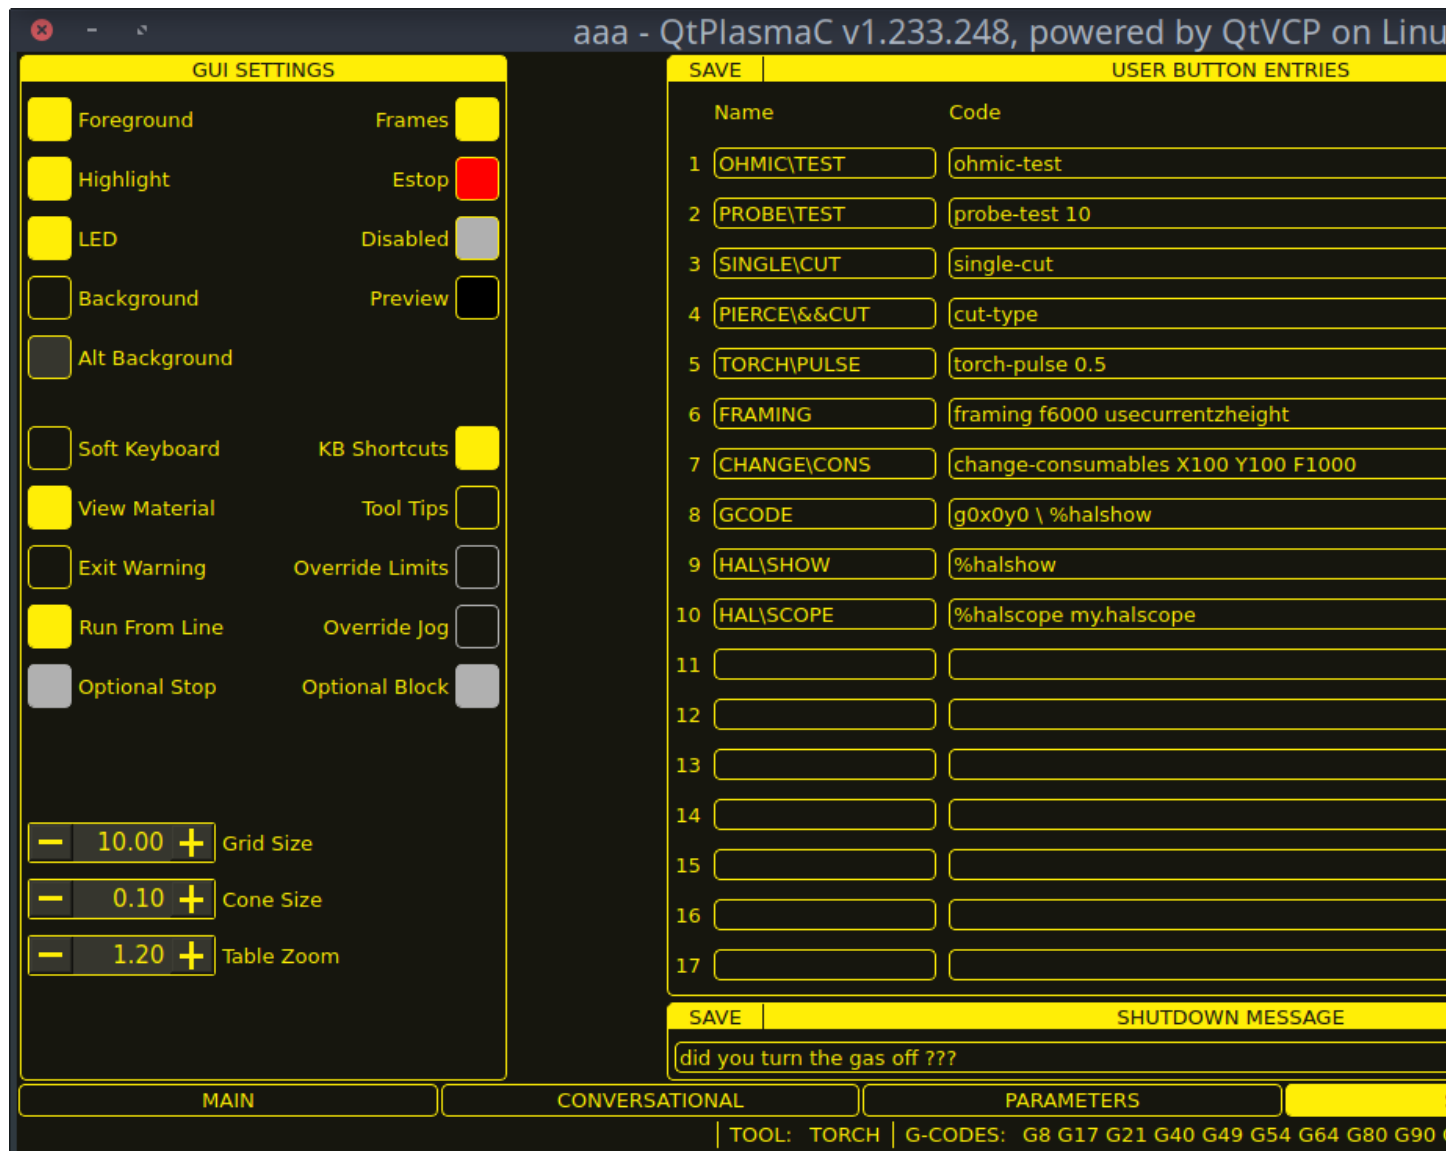 aaa - QtPlasmaC v1.233.248, powered by QtVCP on Linu
GUI SETTINGS
Foreground Frames
Highlight Estop
LED Disabled
Background Preview
Alt Background
Soft Keyboard KB Shortcuts
View Material Tool Tips
Exit Warning Override Limits
Run From Line Override Jog
Optional Stop Optional Block
− 10.00 + Grid Size
− 0.10 + Cone Size
− 1.20 + Table Zoom
SAVE USER BUTTON ENTRIES
Name Code
1 OHMIC\TEST ohmic-test
2 PROBE\TEST probe-test 10
3 SINGLE\CUT single-cut
4 PIERCE\&&CUT cut-type
5 TORCH\PULSE torch-pulse 0.5
6 FRAMING framing f6000 usecurrentzheight
7 CHANGE\CONS change-consumables X100 Y100 F1000
8 GCODE g0x0y0 \ %halshow
9 HAL\SHOW %halshow
10 HAL\SCOPE %halscope my.halscope
11
12
13
14
15
16
17
SAVE SHUTDOWN MESSAGE
did you turn the gas off ???
MAIN CONVERSATIONAL PARAMETERS
TOOL: TORCH G-CODES: G8 G17 G21 G40 G49 G54 G64 G80 G90